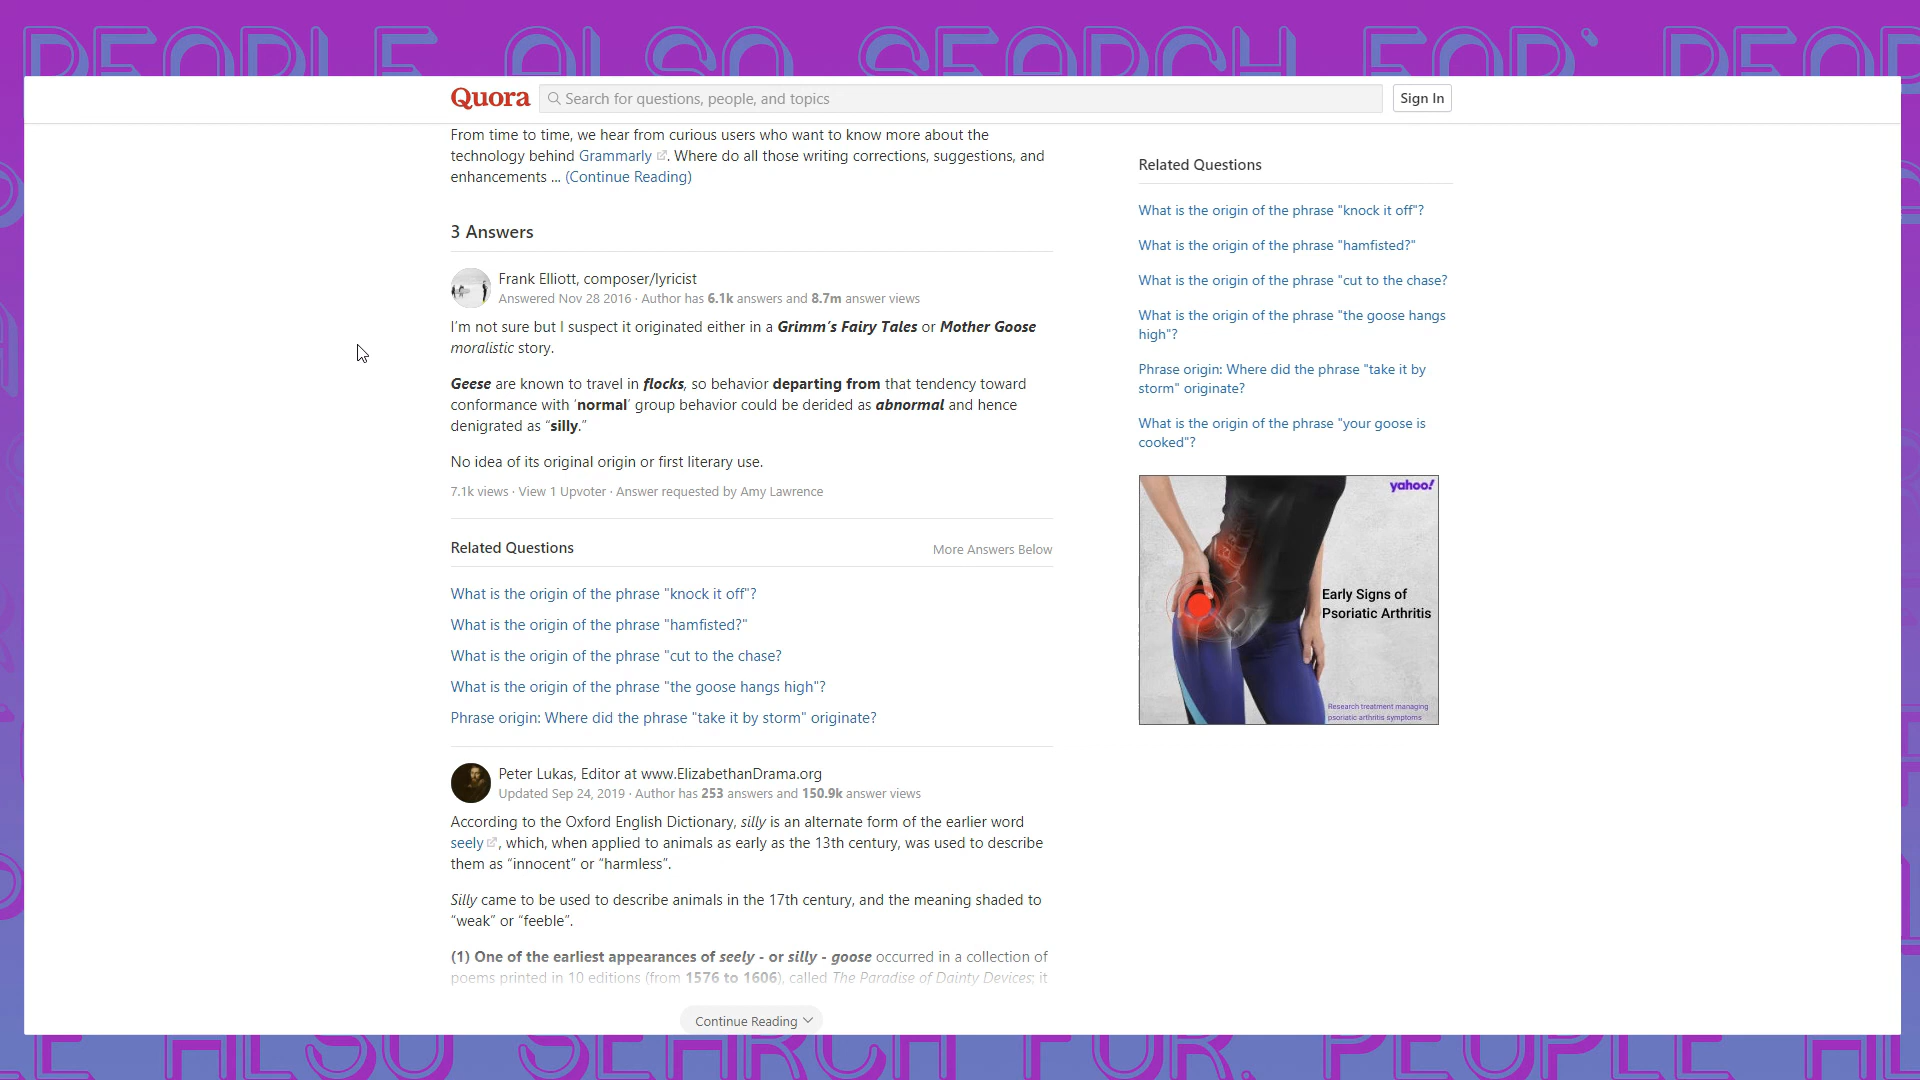 PEOPLE ALSO SEARCH FOR:
Quora
Search for questions, people, and topics
Sign In
From time to time, we hear from curious users who want to know more about the
technology behind Grammarly. Where do all those writing corrections, suggestions, and
enhancements ... (Continue Reading)
3 Answers
Frank Elliott, composer/lyricist
Answered Nov 28 2016 · Author has 6.1k answers and 8.7m answer views
I'm not sure but I suspect it originated either in a Grimm's Fairy Tales or Mother Goose
moralistic story.
Geese are known to travel in flocks, so behavior departing from that tendency toward
conformance with 'normal' group behavior could be derided as abnormal and hence
denigrated as “silly.”
No idea of its original origin or first literary use.
7.1k views · View 1 Upvoter · Answer requested by Amy Lawrence
Related Questions
More Answers Below
What is the origin of the phrase "knock it off"?
What is the origin of the phrase "hamfisted?"
What is the origin of the phrase "cut to the chase?
What is the origin of the phrase "the goose hangs high"?
Phrase origin: Where did the phrase "take it by storm" originate?
Peter Lukas, Editor at www.ElizabethanDrama.org
Updated Sep 24, 2019 · Author has 253 answers and 150.9k answer views
According to the Oxford English Dictionary, silly is an alternate form of the earlier word
seely, which, when applied to animals as early as the 13th century, was used to describe
them as “innocent” or “harmless”.
Silly came to be used to describe animals in the 17th century, and the meaning shaded to
“weak” or “feeble”.
(1) One of the earliest appearances of seely - or silly - goose occurred in a collection of
poems printed in 10 editions (from 1576 to 1606), called The Paradise of Dainty Devices; it
Continue Reading
Related Questions
What is the origin of the phrase "knock it off"?
What is the origin of the phrase "hamfisted?"
What is the origin of the phrase "cut to the chase?
What is the origin of the phrase "the goose hangs
high"?
Phrase origin: Where did the phrase "take it by
storm" originate?
What is the origin of the phrase "your goose is
cooked"?
yahoo!
Early Signs of
Psoriatic Arthritis
Research treatment managing
psoriatic arthritis symptoms
ALSO SEARCH FOR: PEOPLE